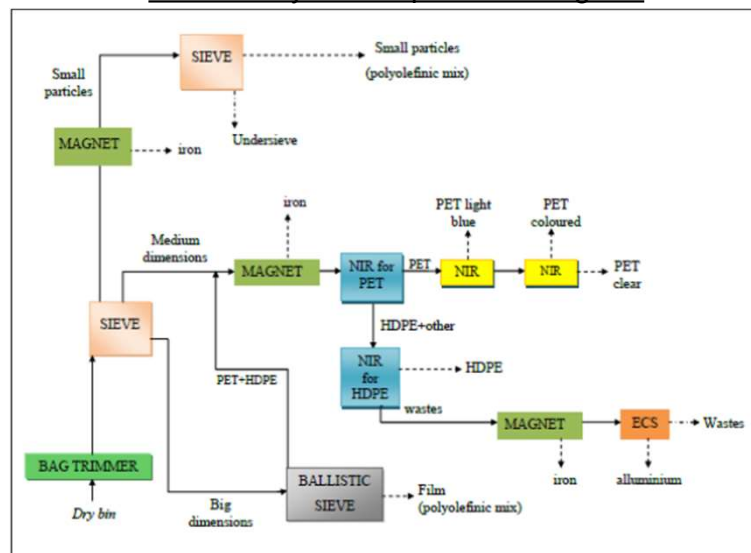 SIEVE
Small particles
(polyolefinic mix)
Small
particles
Undersieve
MAGNET
iron
iron
PET light
blue
PET
coloured
Medium
dimensions
MAGNET
NIR for
PET
PET
NIR
NIR
PET
clear
SIEVE
HDPE+other
PET+HDPE
NIR
for
HDPE
HDPE
wastes
MAGNET
ECS
Wastes
BAG TRIMMER
iron
alluminium
BALLISTIC
SIEVE
Film
(polyolefinic mix)
Dry bin
Big
dimensions